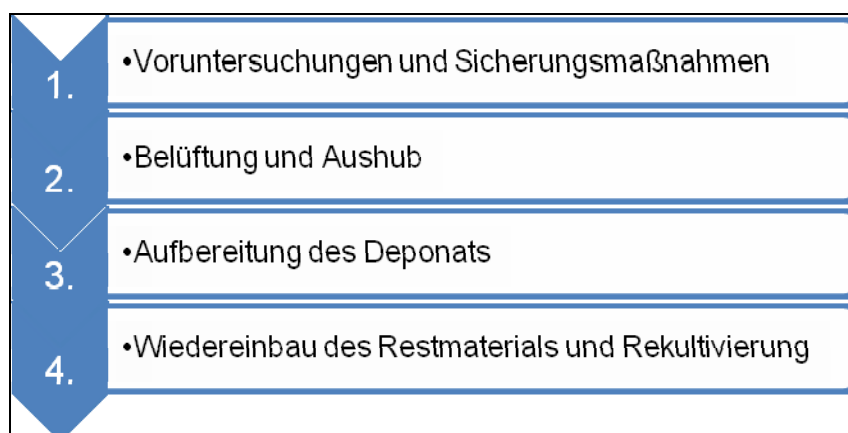 1. •Voruntersuchungen und Sicherungsmaßnahmen
2. •Belüftung und Aushub
3. •Aufbereitung des Deponats
4. •Wiedereinbau des Restmaterials und Rekultivierung